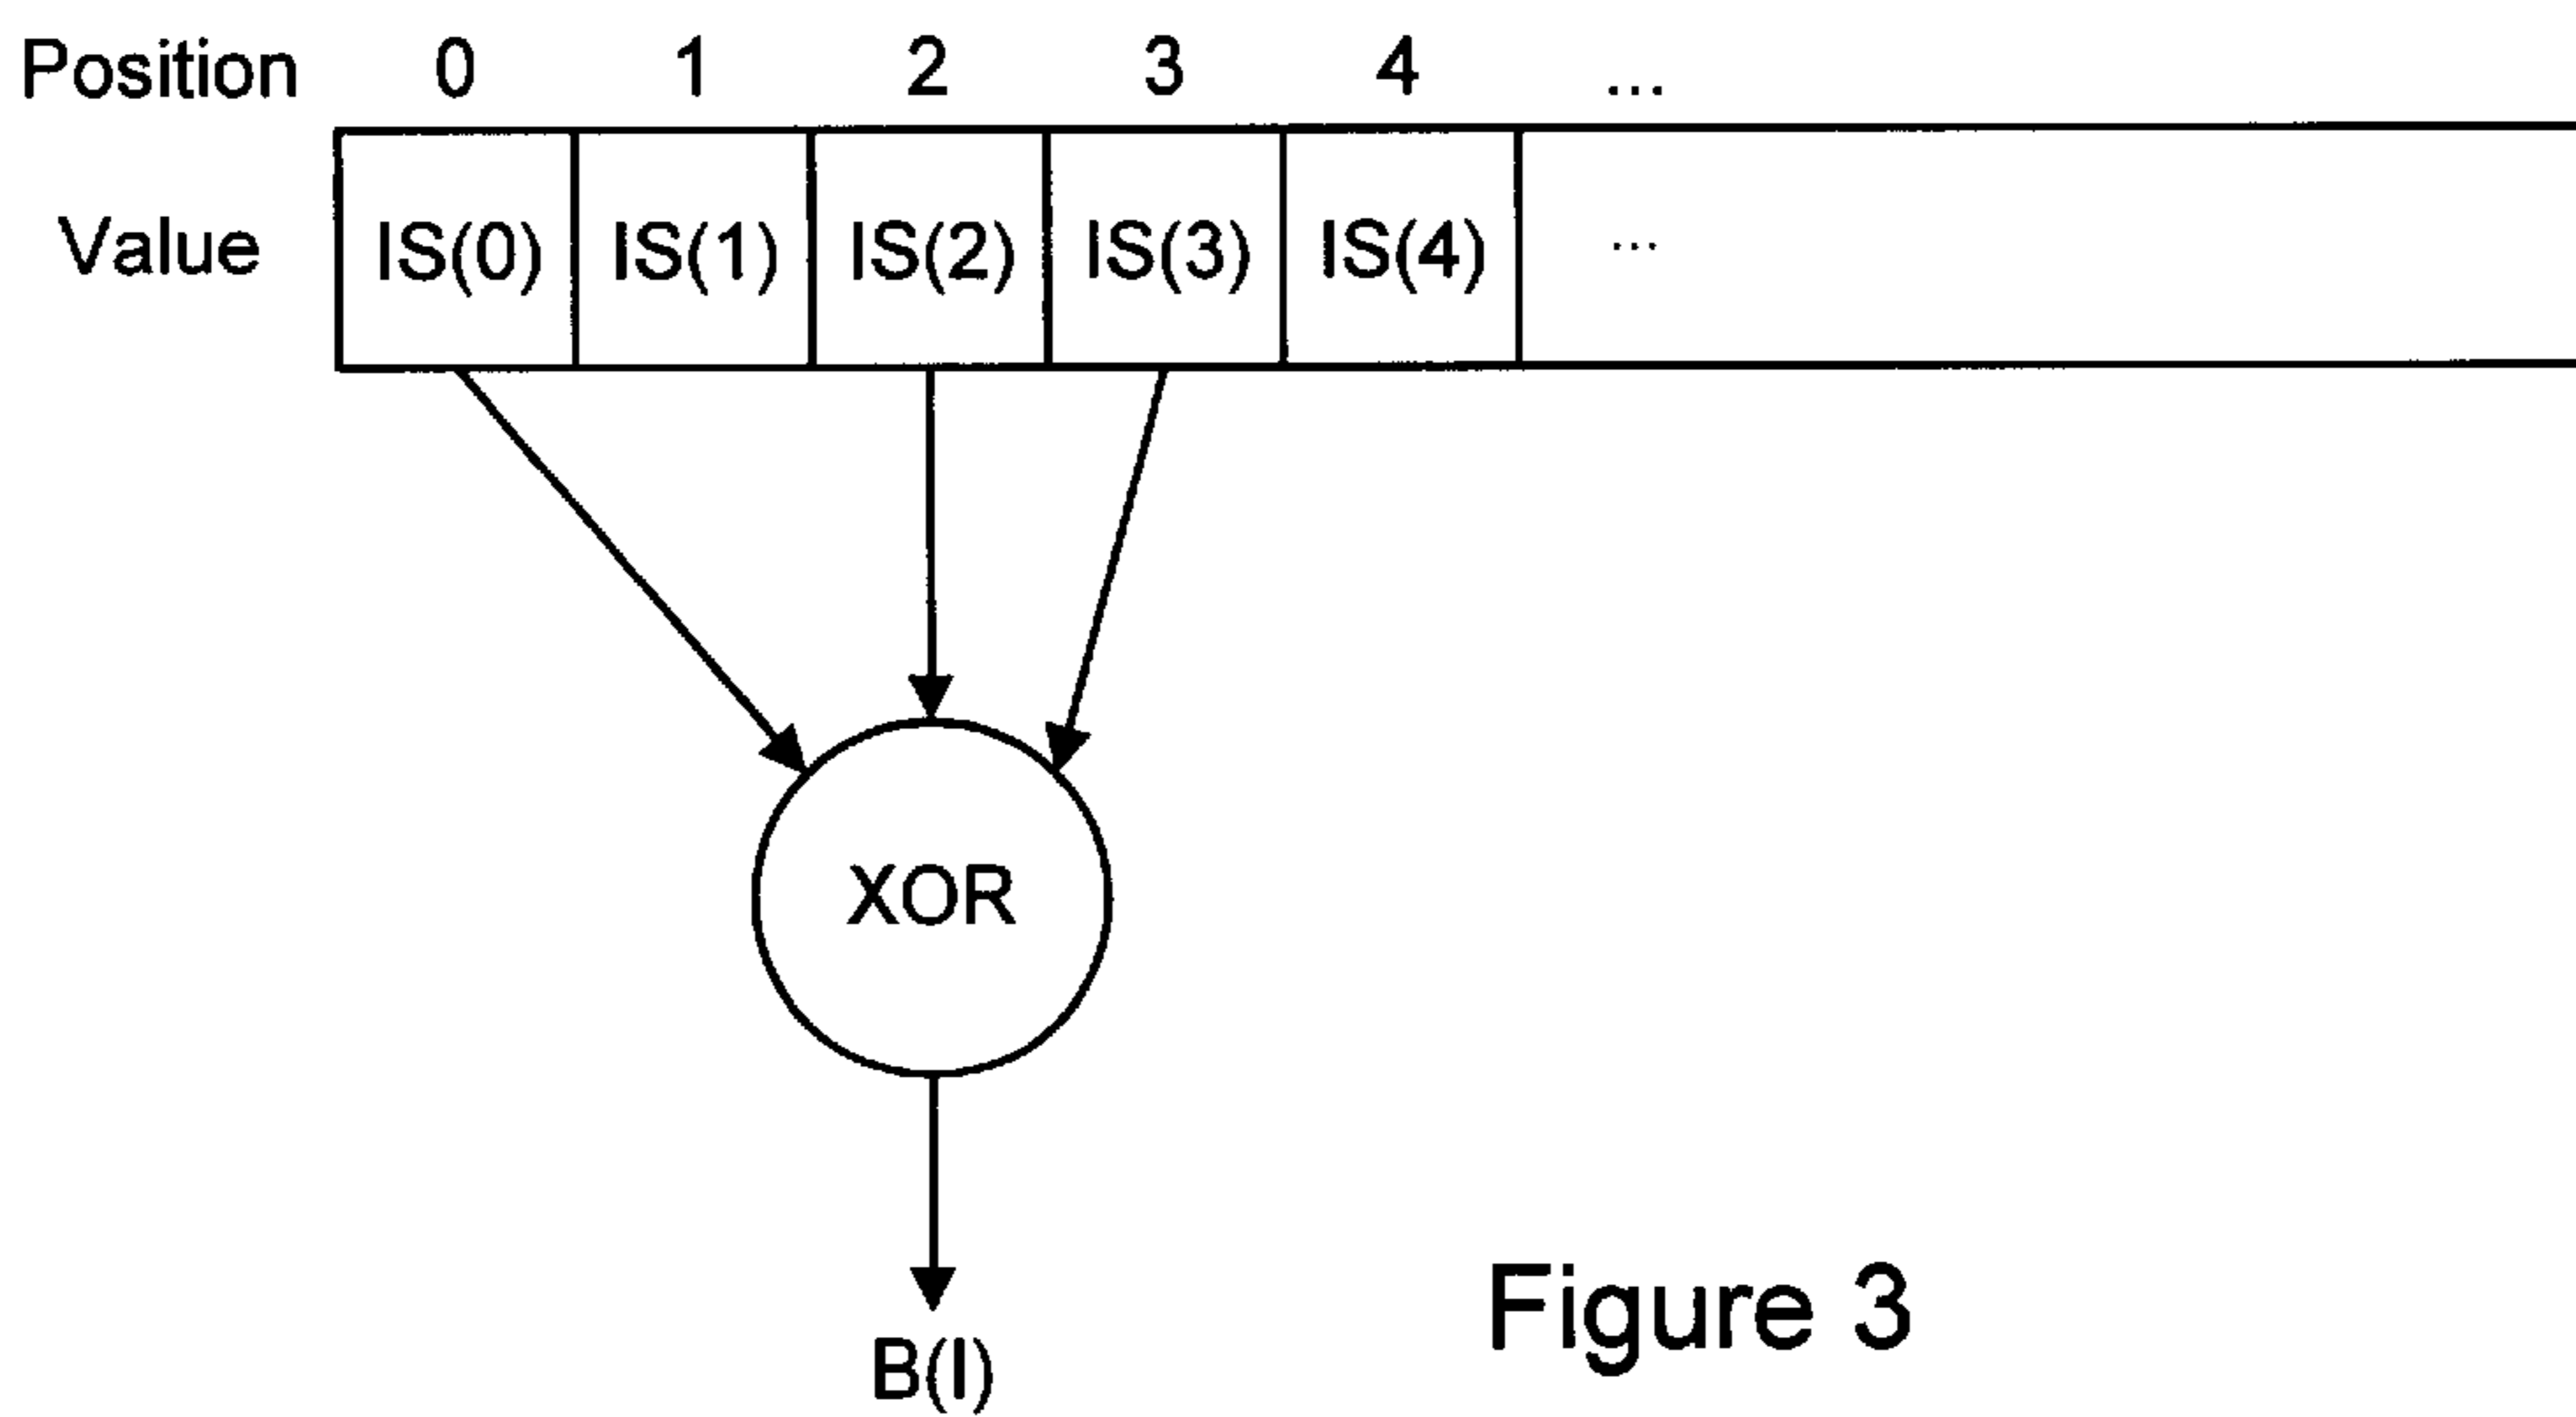 Position 0 1 2 3 4 ...
Value IS(0) IS(1) IS(2) IS(3) IS(4) ...
XOR
B(I)
Figure 3